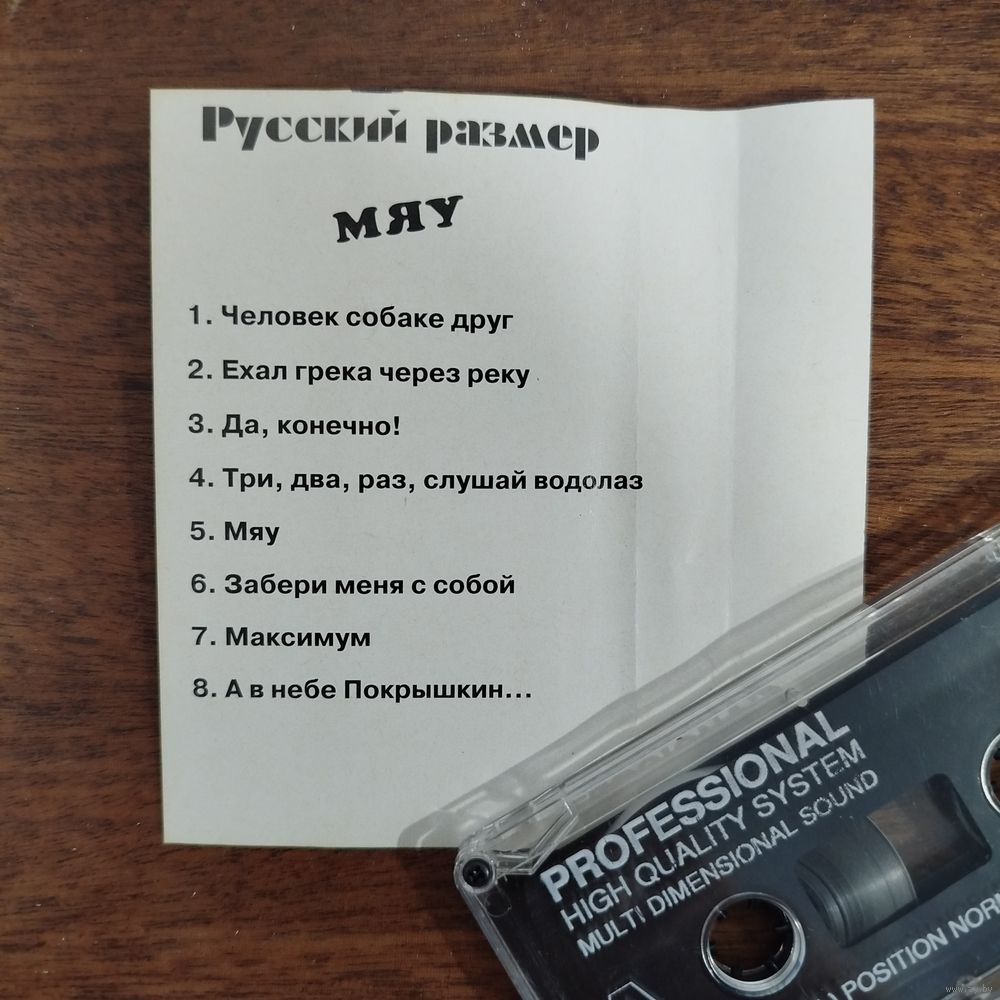 Русский размер
МЯУ
1. Человек собаке друг
2. Ехал грека через реку
3. Да, конечно!
4. Три, два, раз, слушай водолаз
5. Мяу
6. Забери меня с собой
7. Максимум
8. А в небе Покрышкин...
PROFESSIONAL
HIGH QUALITY SYSTEM
MULTI DIMENSIONAL SOUND
POSITION